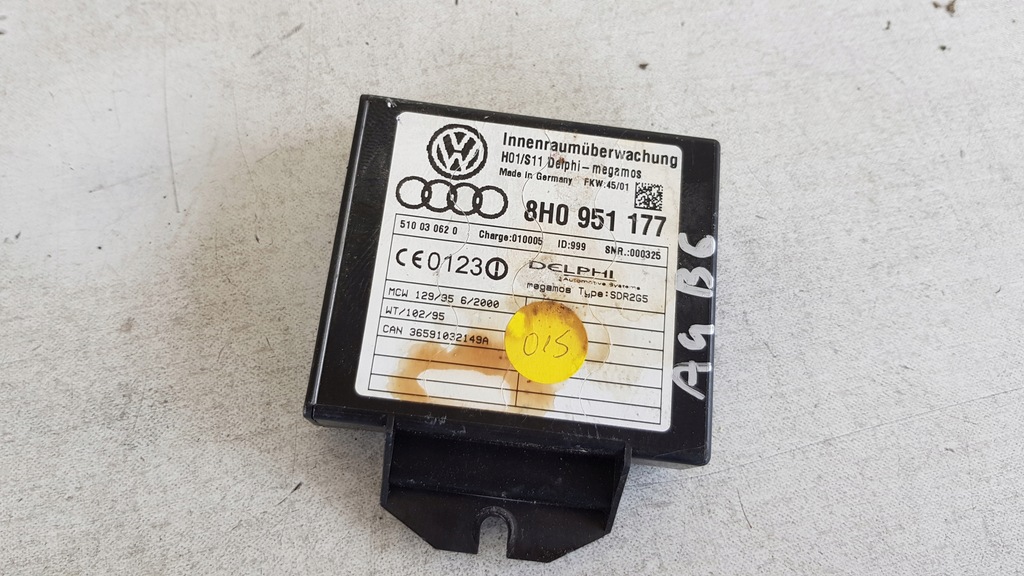 Innenraumüberwachung
H01/S11 Delphi-megamos
Made in Germany FKW:45/01
8H0 951 177
510 03 062 0 Charge:010005 ID:999 SNR.:000325
CE0123
DELPHI
Automotive Systems
megamos Type:SDR2G5
MCW 129/35 6/2000
WT/102/95
CAN 36591032149A
015
A4 B6